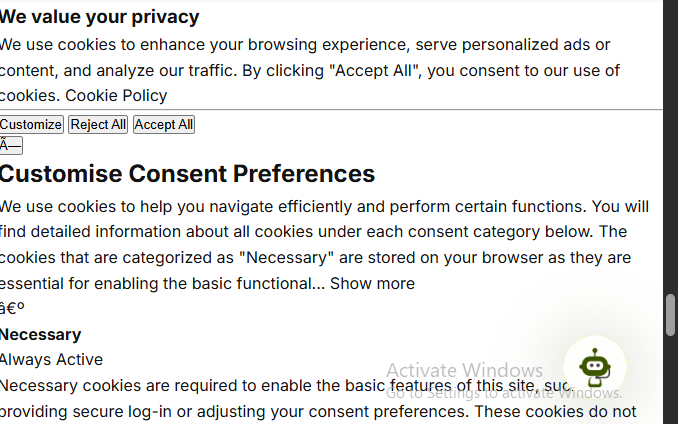 We value your privacy
We use cookies to enhance your browsing experience, serve personalized ads or
content, and analyze our traffic. By clicking "Accept All", you consent to our use of
cookies. Cookie Policy
Customize Reject All Accept All
Ã—
Customise Consent Preferences
We use cookies to help you navigate efficiently and perform certain functions. You will
find detailed information about all cookies under each consent category below. The
cookies that are categorized as "Necessary" are stored on your browser as they are
essential for enabling the basic functional... Show more
â€º
Necessary
Always Active
Necessary cookies are required to enable the basic features of this site, suc
providing secure log-in or adjusting your consent preferences. These cookies do not
Activate Windows
Go to Settings to activate Windows.